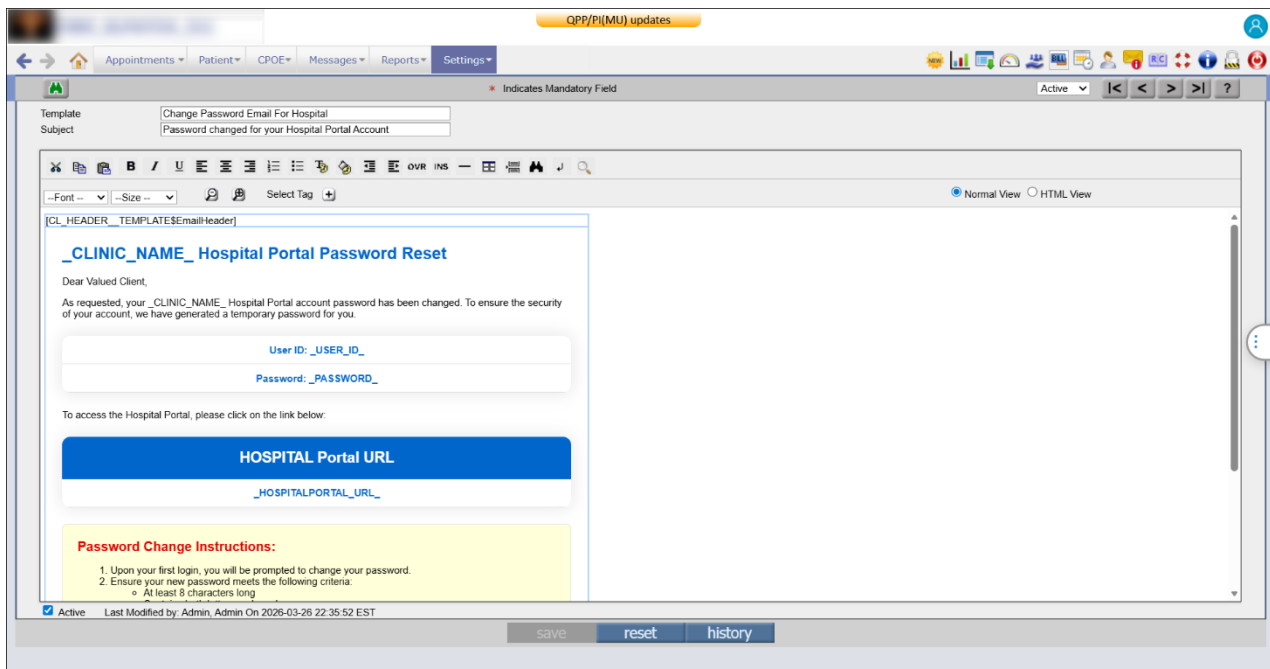 QPP/PI(MU) updates
Appointments Patient CPOE Messages Reports Settings
* Indicates Mandatory Field
Active
|< < > >| ?
Template Change Password Email For Hospital
Subject Password changed for your Hospital Portal Account
B I U OVR INS
--Font -- --Size -- Select Tag + Normal View HTML View
[CL_HEADER__TEMPLATE$EmailHeader]
_CLINIC_NAME_ Hospital Portal Password Reset
Dear Valued Client,
As requested, your _CLINIC_NAME_ Hospital Portal account password has been changed. To ensure the security
of your account, we have generated a temporary password for you.
User ID: _USER_ID_
Password: _PASSWORD_
To access the Hospital Portal, please click on the link below:
HOSPITAL Portal URL
_HOSPITALPORTAL_URL_
Password Change Instructions:
1. Upon your first login, you will be prompted to change your password.
2. Ensure your new password meets the following criteria:
At least 8 characters long
Active Last Modified by: Admin, Admin On 2026-03-26 22:35:52 EST
save reset history